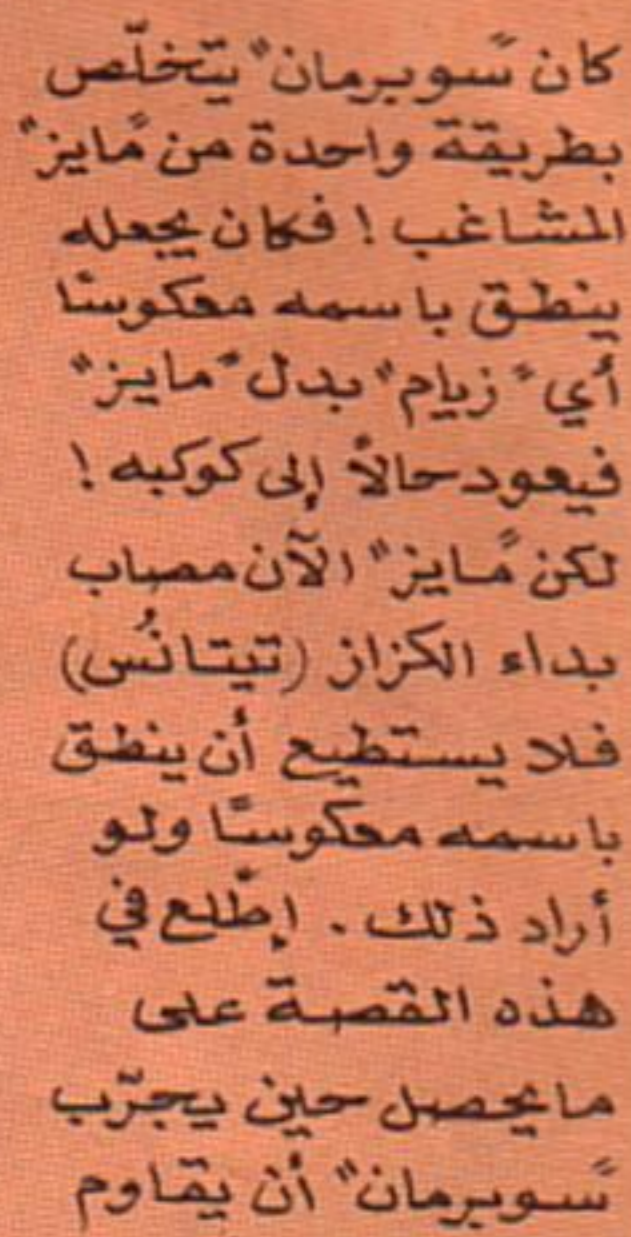 كان "سوبرمان" يتخلّص
بطريقة واحدة من "مايز"
المشاغب ! فكان يجعله
ينطق باسمه معكوسًا
أي "زيام" بدل "مايز"
فيعود حالاً إلى كوكبه !
لكن "مايز" الآن مصاب
بداء الكزاز (تيتانُس)
فلا يستطيع أن ينطق
باسمه معكوسًا ولو
أراد ذلك . إطّلع في
هذه القصة على
ما يحصل حين يجرّب
"سوبرمان" أن يقاوم